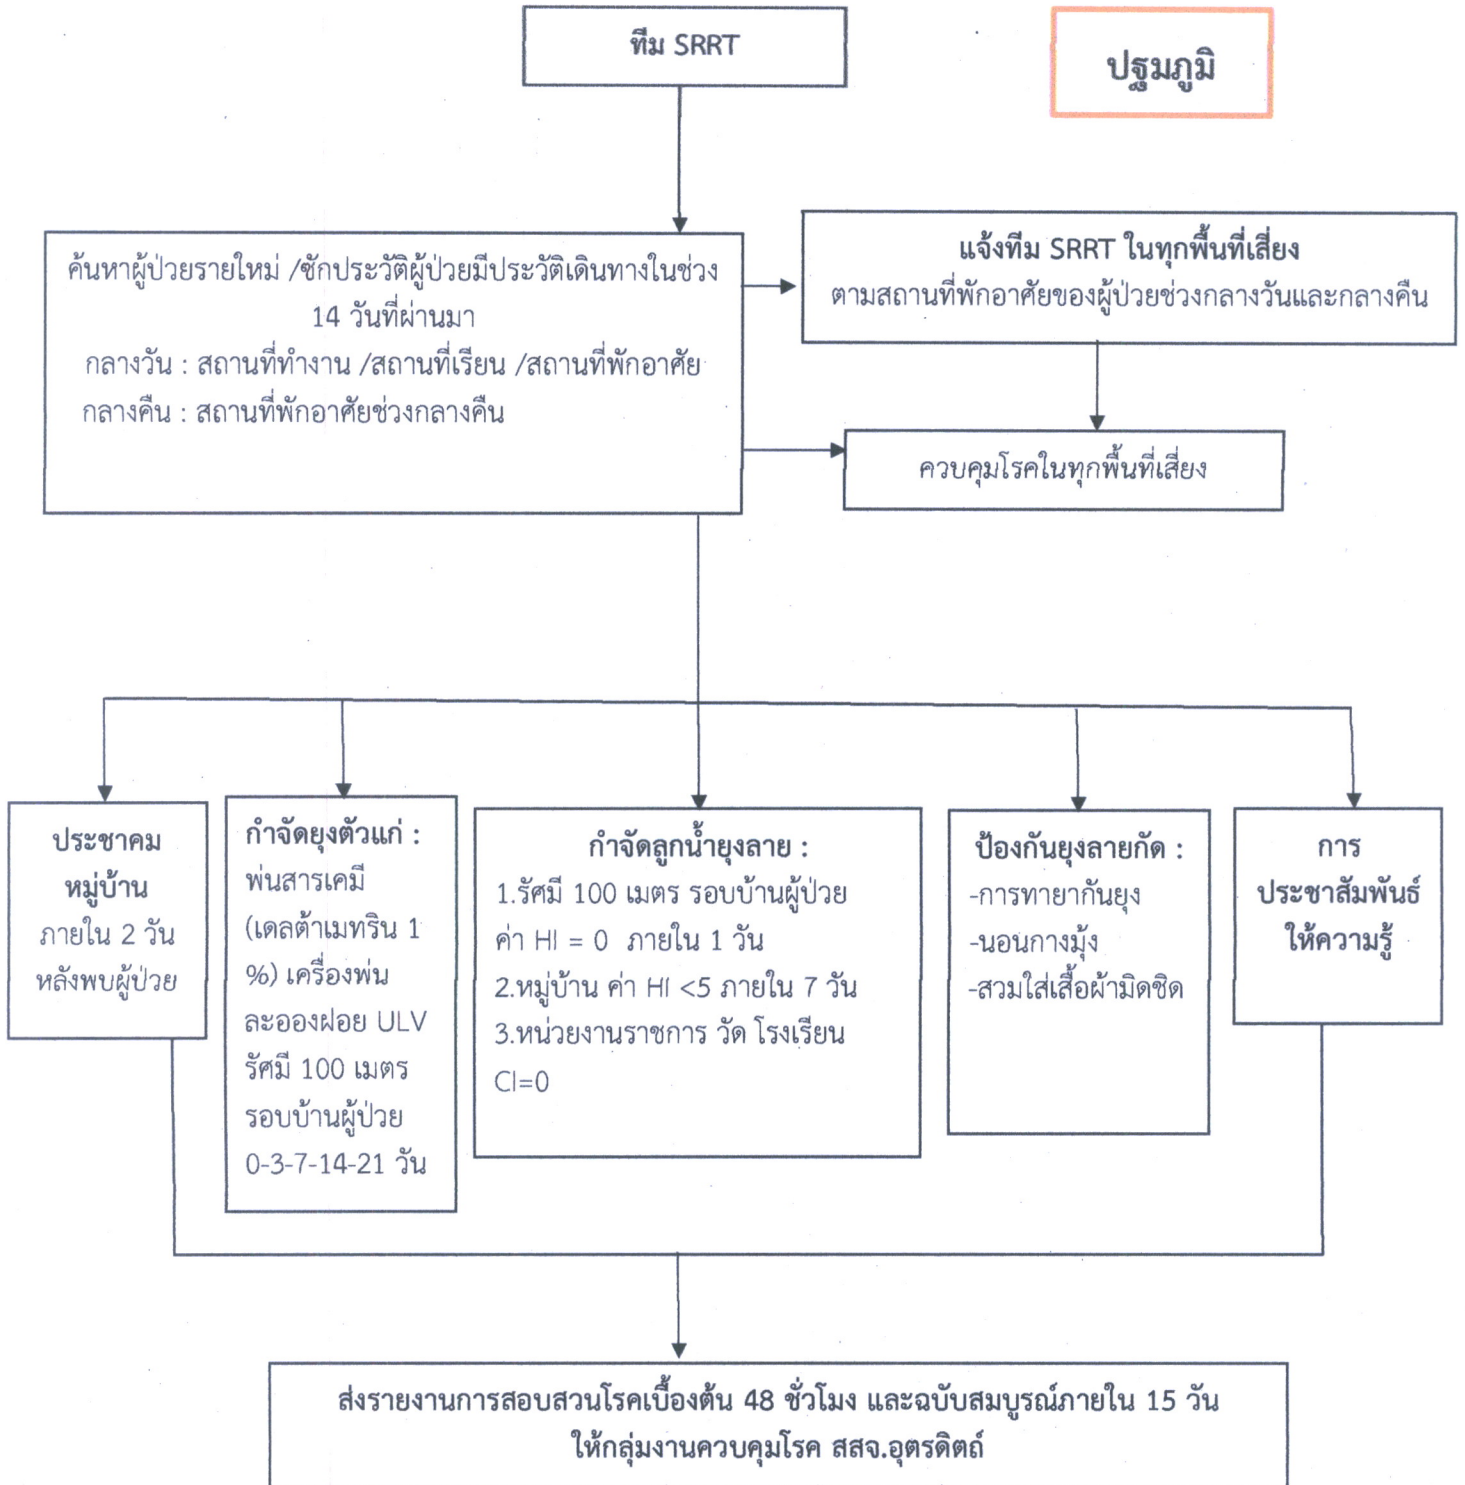 ทีม SRRT
ปฐมภูมิ
ค้นหาผู้ป่วยรายใหม่ /ซักประวัติผู้ป่วยมีประวัติเดินทางในช่วง
14 วันที่ผ่านมา
กลางวัน : สถานที่ทำงาน /สถานที่เรียน /สถานที่พักอาศัย
กลางคืน : สถานที่พักอาศัยช่วงกลางคืน
แจ้งทีม SRRT ในทุกพื้นที่เสี่ยง
ตามสถานที่พักอาศัยของผู้ป่วยช่วงกลางวันและกลางคืน
ควบคุมโรคในทุกพื้นที่เสี่ยง
ประชาคม
หมู่บ้าน
ภายใน 2 วัน
หลังพบผู้ป่วย
กำจัดยุงตัวแก่ :
พ่นสารเคมี
(เดลต้าเมทริน 1
%) เครื่องพ่น
ละอองฝอย ULV
รัศมี 100 เมตร
รอบบ้านผู้ป่วย
0-3-7-14-21 วัน
กำจัดลูกน้ำยุงลาย :
1.รัศมี 100 เมตร รอบบ้านผู้ป่วย
ค่า HI = 0 ภายใน 1 วัน
2.หมู่บ้าน ค่า HI <5 ภายใน 7 วัน
3.หน่วยงานราชการ วัด โรงเรียน
CI=0
ป้องกันยุงลายกัด :
-การทายากันยุง
-นอนกางมุ้ง
-สวมใส่เสื้อผ้ามิดชิด
การ
ประชาสัมพันธ์
ให้ความรู้
ส่งรายงานการสอบสวนโรคเบื้องต้น 48 ชั่วโมง และฉบับสมบูรณ์ภายใน 15 วัน
ให้กลุ่มงานควบคุมโรค สสจ.อุตรดิตถ์